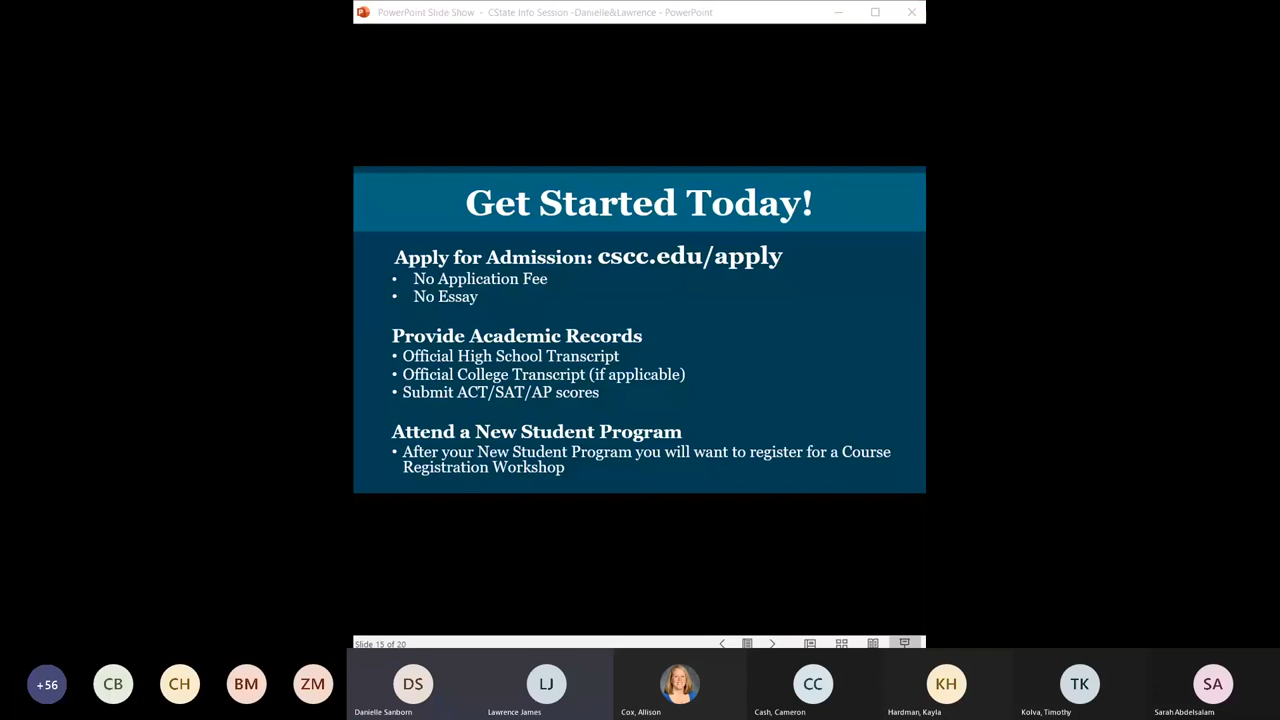 PowerPoint Slide Show - CState Info Session -Danielle&Lawrence - PowerPoint
Get Started Today!
Apply for Admission: cscc.edu/apply
• No Application Fee
• No Essay
Provide Academic Records
• Official High School Transcript
• Official College Transcript (if applicable)
• Submit ACT/SAT/AP scores
Attend a New Student Program
• After your New Student Program you will want to register for a Course
Registration Workshop
Slide 15 of 20
+56
CB
CH
BM
ZM
DS
LJ
CC
KH
TK
SA
Danielle Sanborn
Lawrence James
Cox, Allison
Cash, Cameron
Hardman, Kayla
Kolva, Timothy
Sarah Abdelsalam